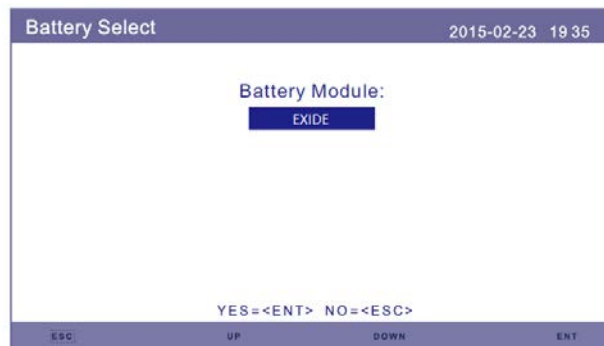 Battery Select 2015-02-23 19 35
Battery Module:
EXIDE
YES=<ENT> NO=<ESC>
ESC UP DOWN ENT